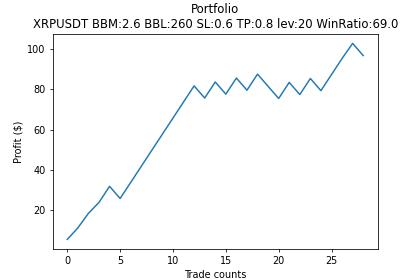 Portfolio
XRPUSDT BBM:2.6 BBL:260 SL:0.6 TP:0.8 lev:20 WinRatio:69.0
100
80
60
40
20
Profit ($)
0 5 10 15 20 25
Trade counts